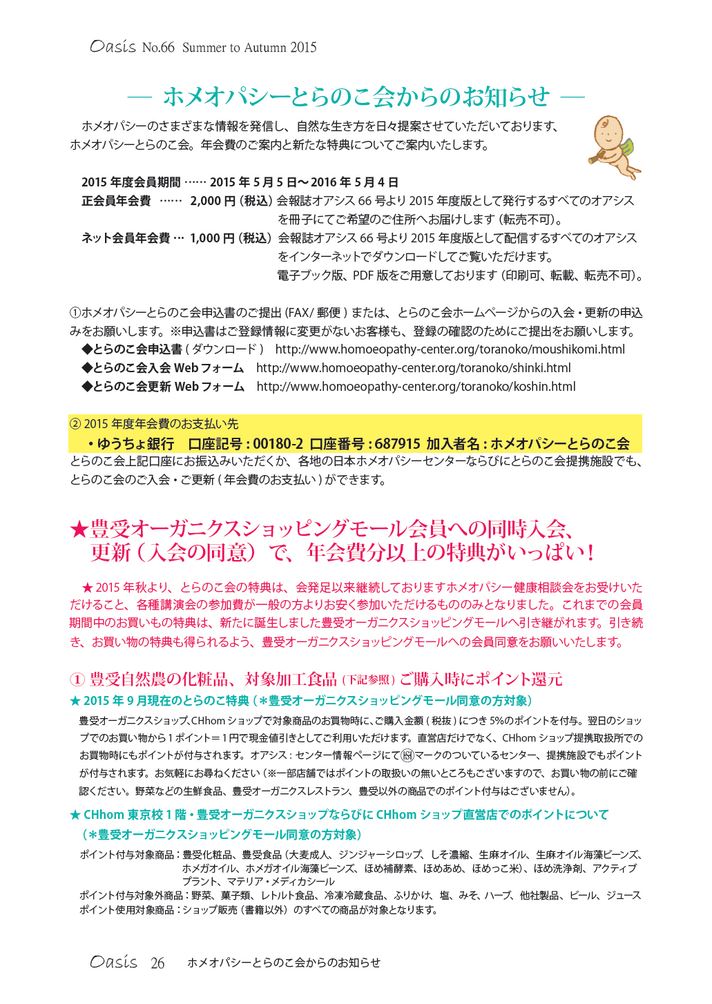 Oasis No.66 Summer to Autumn 2015
― ホメオパシーとらのこ会からのお知らせ ―
ホメオパシーのさまざまな情報を発信し、自然な生き方を日々提案させていただいております、
ホメオパシーとらのこ会。年会費のご案内と新たな特典についてご案内いたします。
2015 年度会員期間 …… 2015 年 5 月 5 日～ 2016 年 5 月 4 日
正会員年会費 …… 2,000 円 (税込) 会報誌オアシス 66 号より 2015 年度版として発行するすべてのオアシス
を冊子にてご希望のご住所へお届けします (転売不可)。
ネット会員年会費 … 1,000 円 (税込) 会報誌オアシス 66 号より 2015 年度版として配信するすべてのオアシス
をインターネットでダウンロードしてご覧いただけます。
電子ブック版、PDF 版をご用意しております (印刷可、転載、転売不可)。
①ホメオパシーとらのこ会申込書のご提出 (FAX/ 郵便 ) または、とらのこ会ホームページからの入会・更新の申込
みをお願いします。※申込書はご登録情報に変更がないお客様も、登録の確認のためにご提出をお願いします。
◆とらのこ会申込書 ( ダウンロード ) http://www.homoeopathy-center.org/toranoko/moushikomi.html
◆とらのこ会入会 Web フォーム http://www.homoeopathy-center.org/toranoko/shinki.html
◆とらのこ会更新 Web フォーム http://www.homoeopathy-center.org/toranoko/koshin.html
② 2015 年度年会費のお支払い先
・ゆうちょ銀行 口座記号 : 00180-2 口座番号 : 687915 加入者名 : ホメオパシーとらのこ会
とらのこ会上記口座にお振込みいただくか、各地の日本ホメオパシーセンターならびにとらのこ会提携施設でも、
とらのこ会のご入会・ご更新 ( 年会費のお支払い ) ができます。
★豊受オーガニクスショッピングモール会員への同時入会、
更新 (入会の同意) で、年会費分以上の特典がいっぱい!
★ 2015 年秋より、とらのこ会の特典は、会発足以来継続しておりますホメオパシー健康相談会をお受けいた
だけること、各種講演会の参加費が一般の方よりお安く参加いただけるもののみとなりました。これまでの会員
期間中のお買いもの特典は、新たに誕生しました豊受オーガニクスショッピングモールへ引き継がれます。引き続
き、お買い物の特典も得られるよう、豊受オーガニクスショッピングモールへの会員同意をお願いいたします。
① 豊受自然農の化粧品、対象加工食品 (下記参照) ご購入時にポイント還元
★ 2015 年 9 月現在のとらのこ特典 (＊豊受オーガニクスショッピングモール同意の方対象)
豊受オーガニクスショップ、CHhom ショップで対象商品のお買物時に、ご購入金額 ( 税抜 ) につき 5%のポイントを付与。翌日のショッ
プでのお買い物から 1 ポイント＝ 1 円で現金値引きとしてご利用いただけます。直営店だけでなく、CHhom ショップ提携取扱所での
お買物時にもポイントが付与されます。オアシス : センター情報ページにてマークのついているセンター、提携施設でもポイント
が付与されます。お気軽にお尋ねください (※一部店舗ではポイントの取扱いの無いところもございますので、お買い物の前にご確
認ください。野菜などの生鮮食品、豊受オーガニクスレストラン、豊受以外の商品でのポイント付与はございません)。
★ CHhom 東京校 1 階・豊受オーガニクスショップならびに CHhom ショップ直営店でのポイントについて
(＊豊受オーガニクスショッピングモール同意の方対象)
ポイント付与対象商品 : 豊受化粧品、豊受食品 (大麦成人、ジンジャーシロップ、しそ濃縮、生麻オイル、生麻オイル海藻ビーンズ、
ホメガオイル、ホメガオイル海藻ビーンズ、ほめ補酵素、ほめあめ、ほめっこ米)、ほめ洗浄剤、アクティブ
プラント、マテリア・メディカシール
ポイント付与対象外商品 : 野菜、菓子類、レトルト食品、冷凍冷蔵食品、ふりかけ、塩、みそ、ハーブ、他社製品、ビール、ジュース
ポイント使用対象商品 : ショップ販売 (書籍以外) のすべての商品が対象となります。
Oasis 26 ホメオパシーとらのこ会からのお知らせ